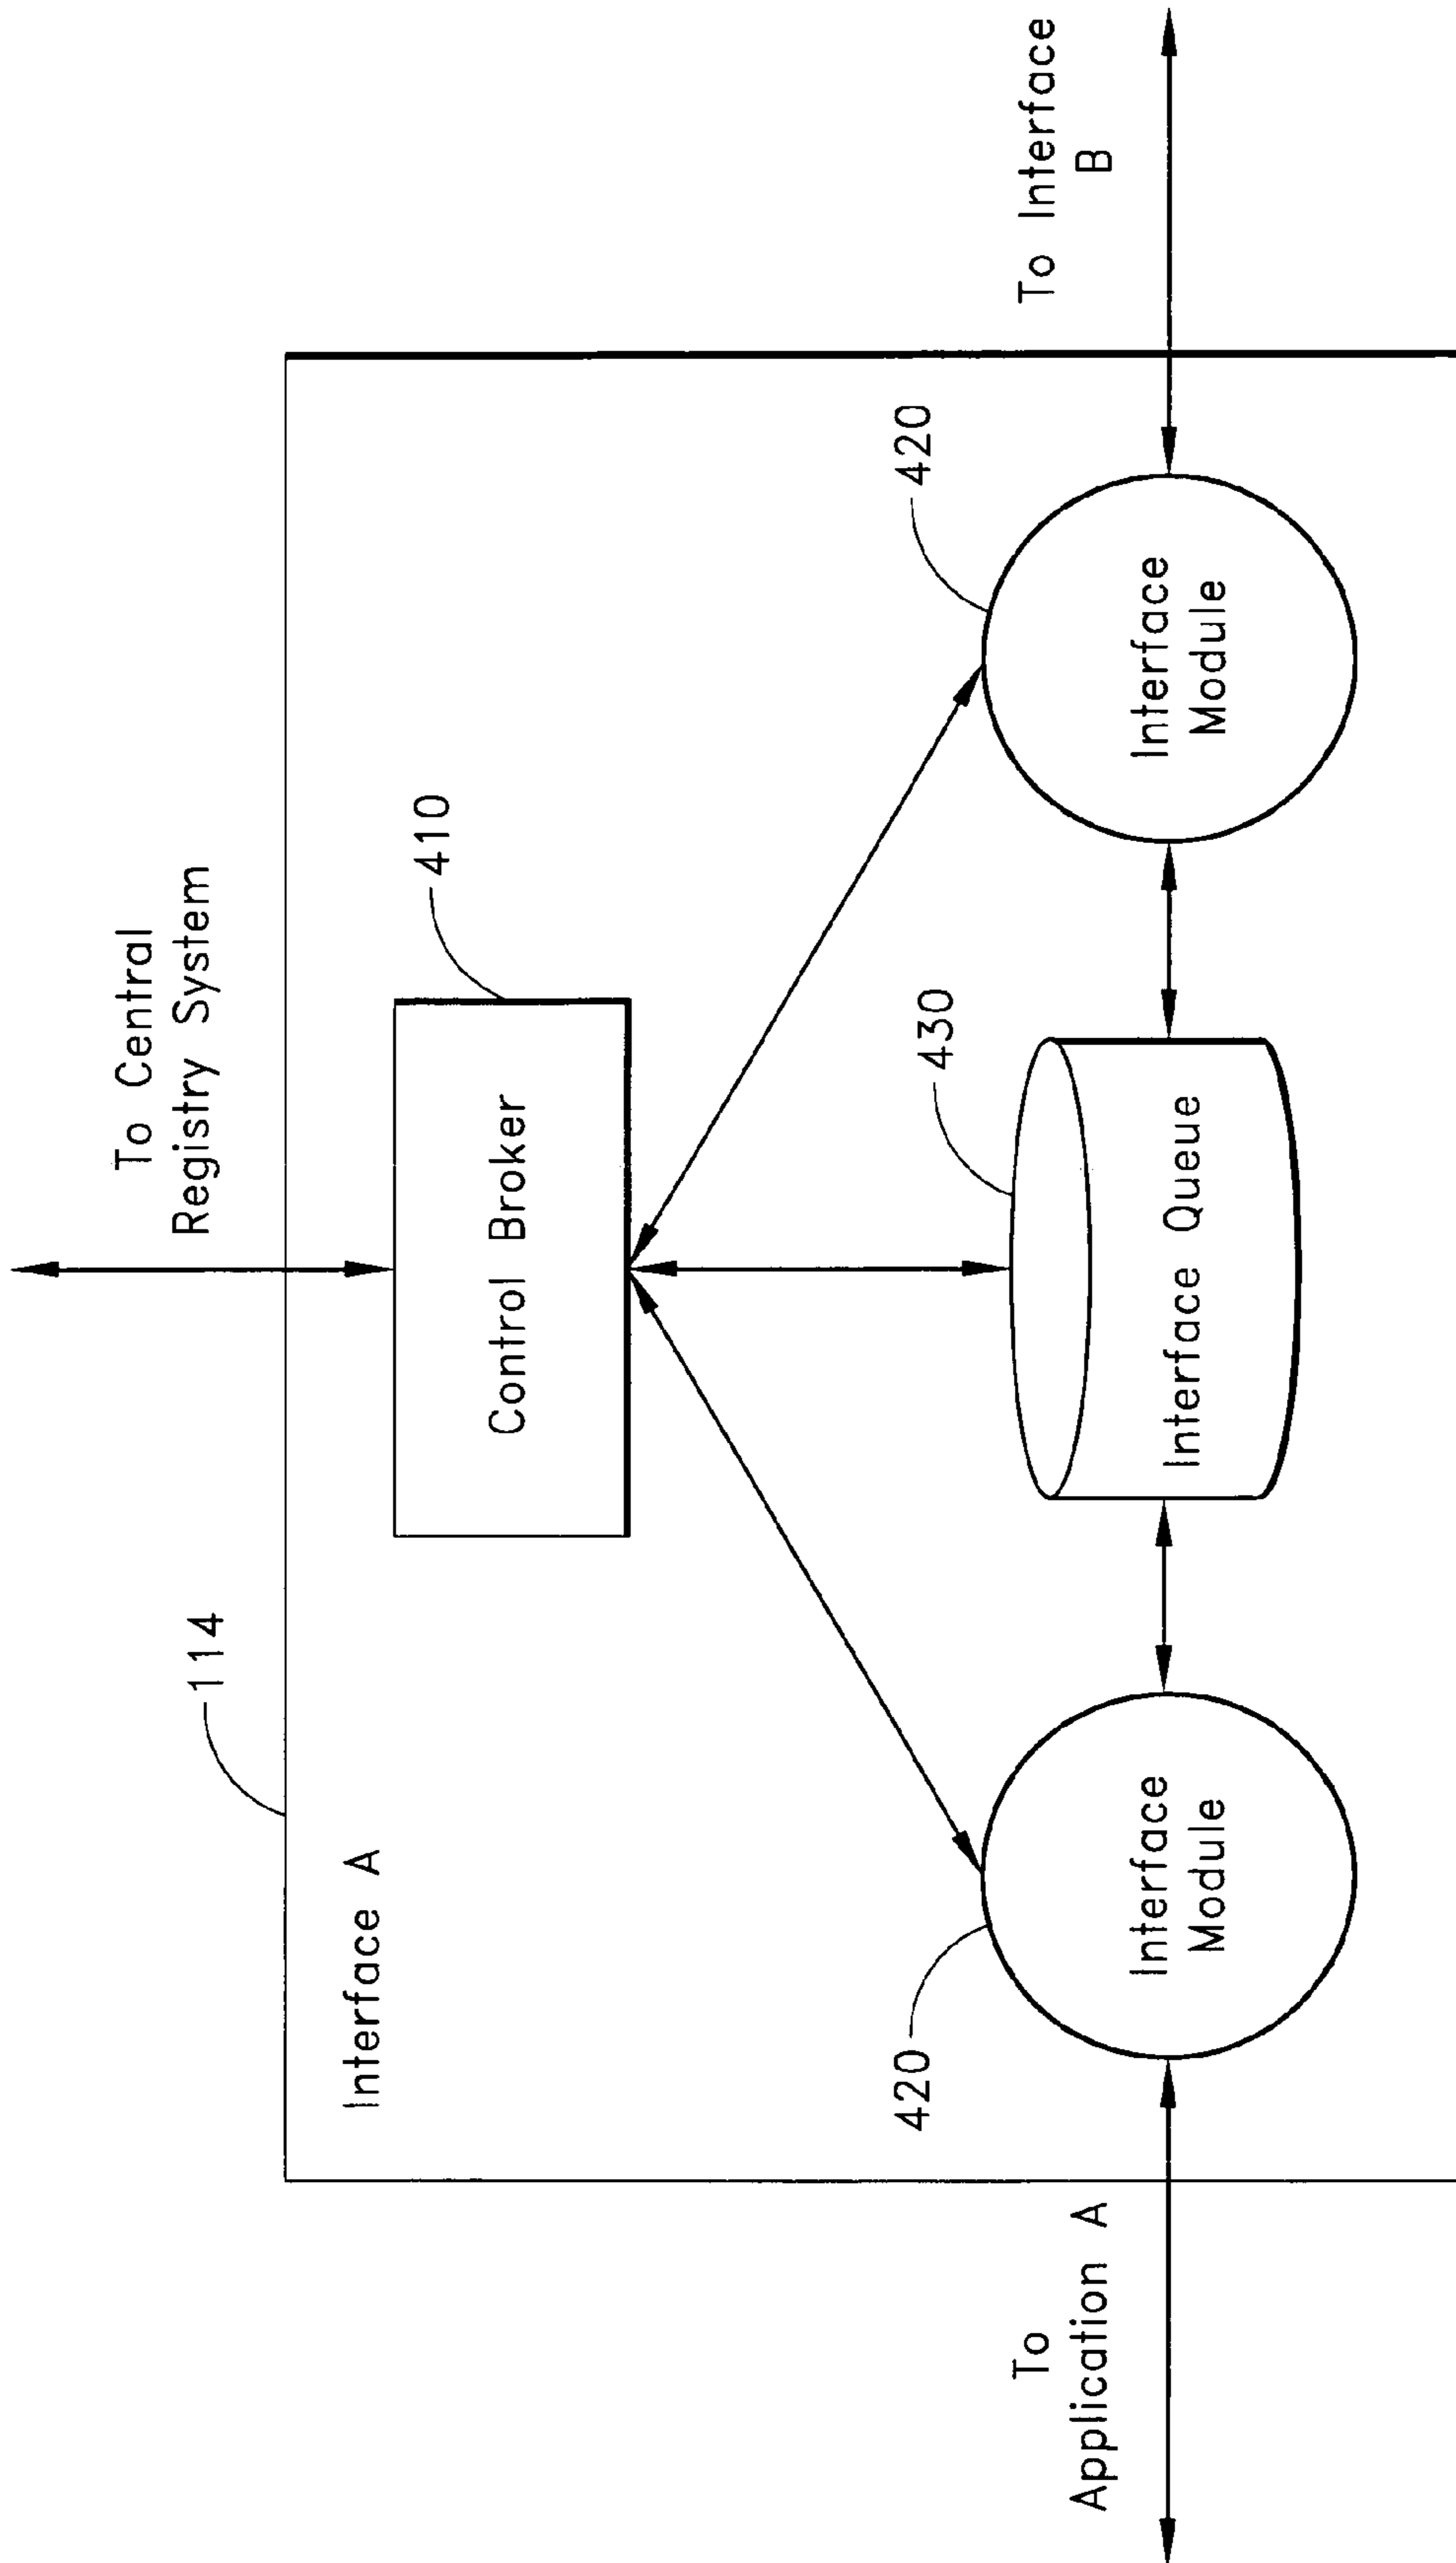 To Central
Registry System
114
Interface A
410
Control Broker
420
430
420
To
Application A
Interface
Module
Interface Queue
Interface
Module
To Interface
B